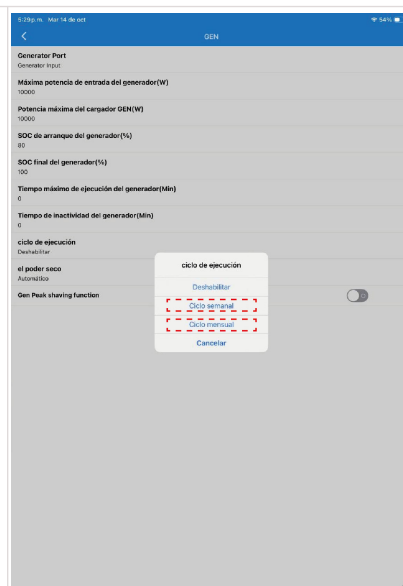 5:29p.m. Mar 14 de oct
54%
GEN
Generator Port
Generator Input
Máxima potencia de entrada del generador(W)
10000
Potencia máxima del cargador GEN(W)
10000
SOC de arranque del generador(%)
80
SOC final del generador(%)
100
Tiempo máximo de ejecución del generador(Min)
0
Tiempo de inactividad del generador(Min)
0
ciclo de ejecución
Deshabilitar
el poder seco
Automático
Gen Peak shaving function
ciclo de ejecución
Deshabilitar
Ciclo semanal
Ciclo mensual
Cancelar